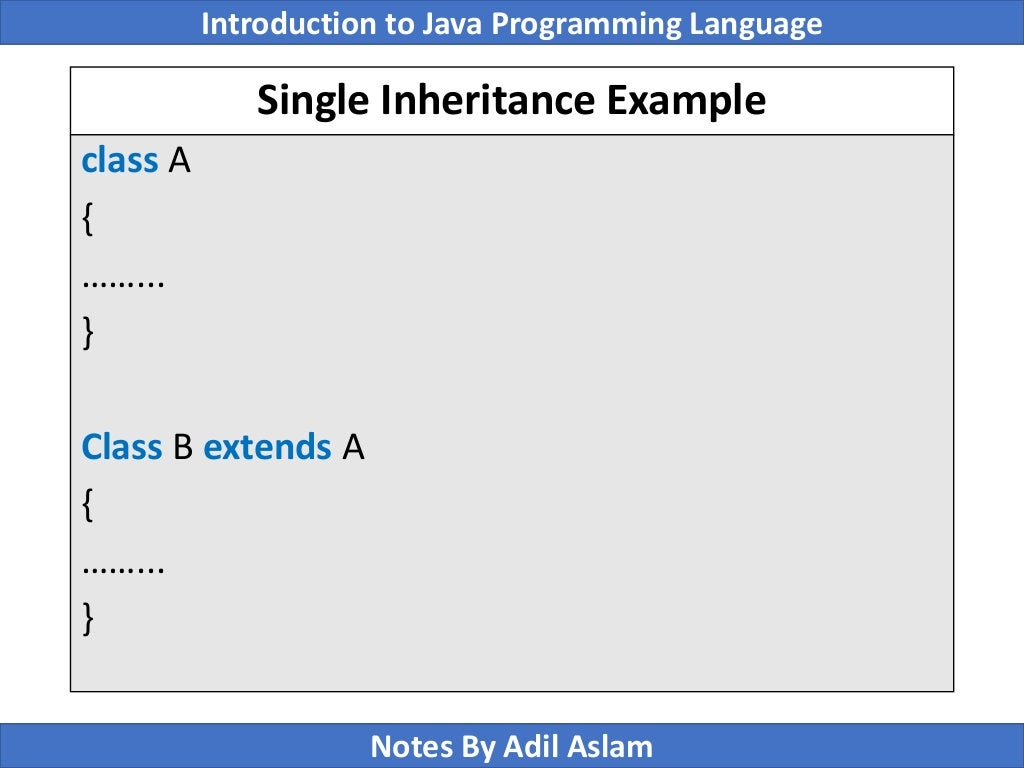 Introduction to Java Programming Language
Single Inheritance Example
class A
{
……...
}
Class B extends A
{
……...
}
Notes By Adil Aslam